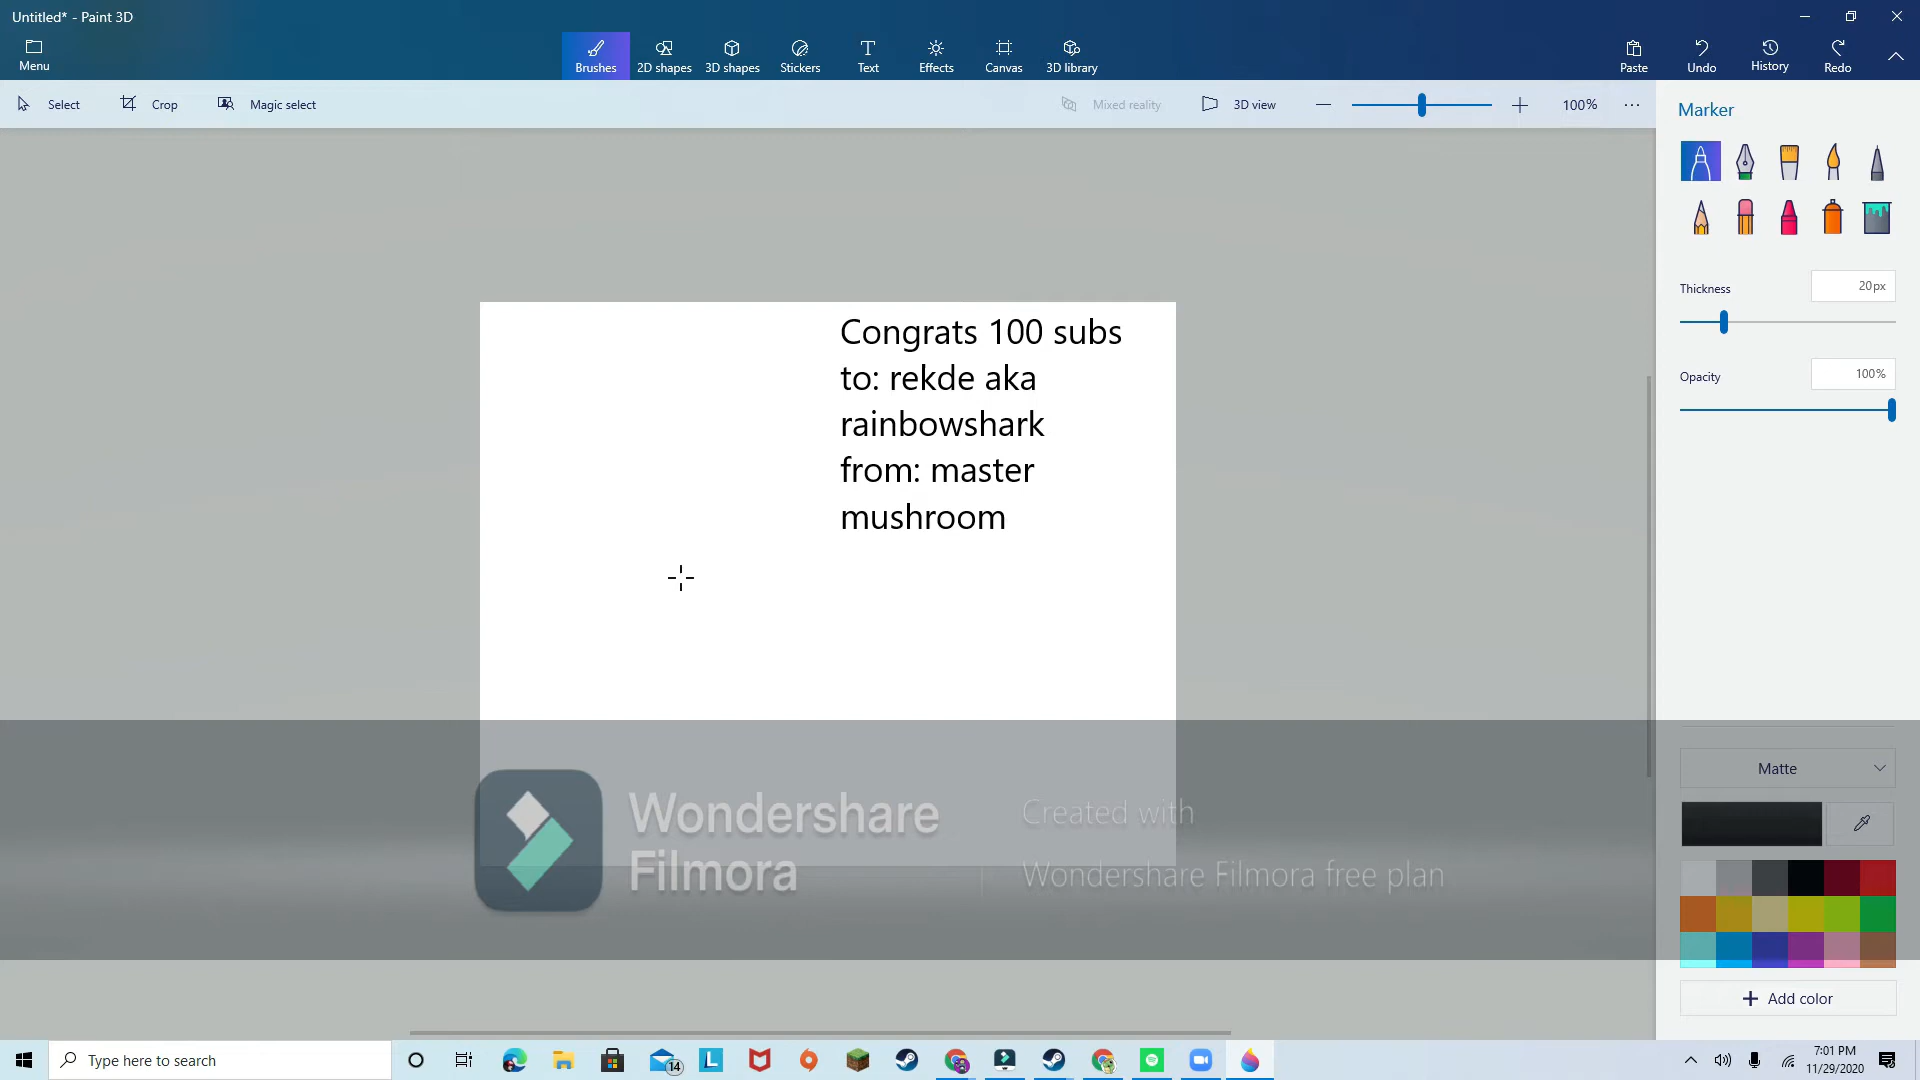 Untitled* - Paint 3D
Menu
Brushes
2D shapes
3D shapes
Stickers
Text
Effects
Canvas
3D library
Paste
Undo
History
Redo
Select
Crop
Magic select
Mixed reality
3D view
100%
Marker
Thickness
20px
Opacity
100%
Congrats 100 subs
to: rekde aka
rainbowshark
from: master
mushroom
Matte
Wondershare
Filmora
Created with
Wondershare Filmora free plan
Add color
Type here to search
14
L
7:01 PM
11/29/2020